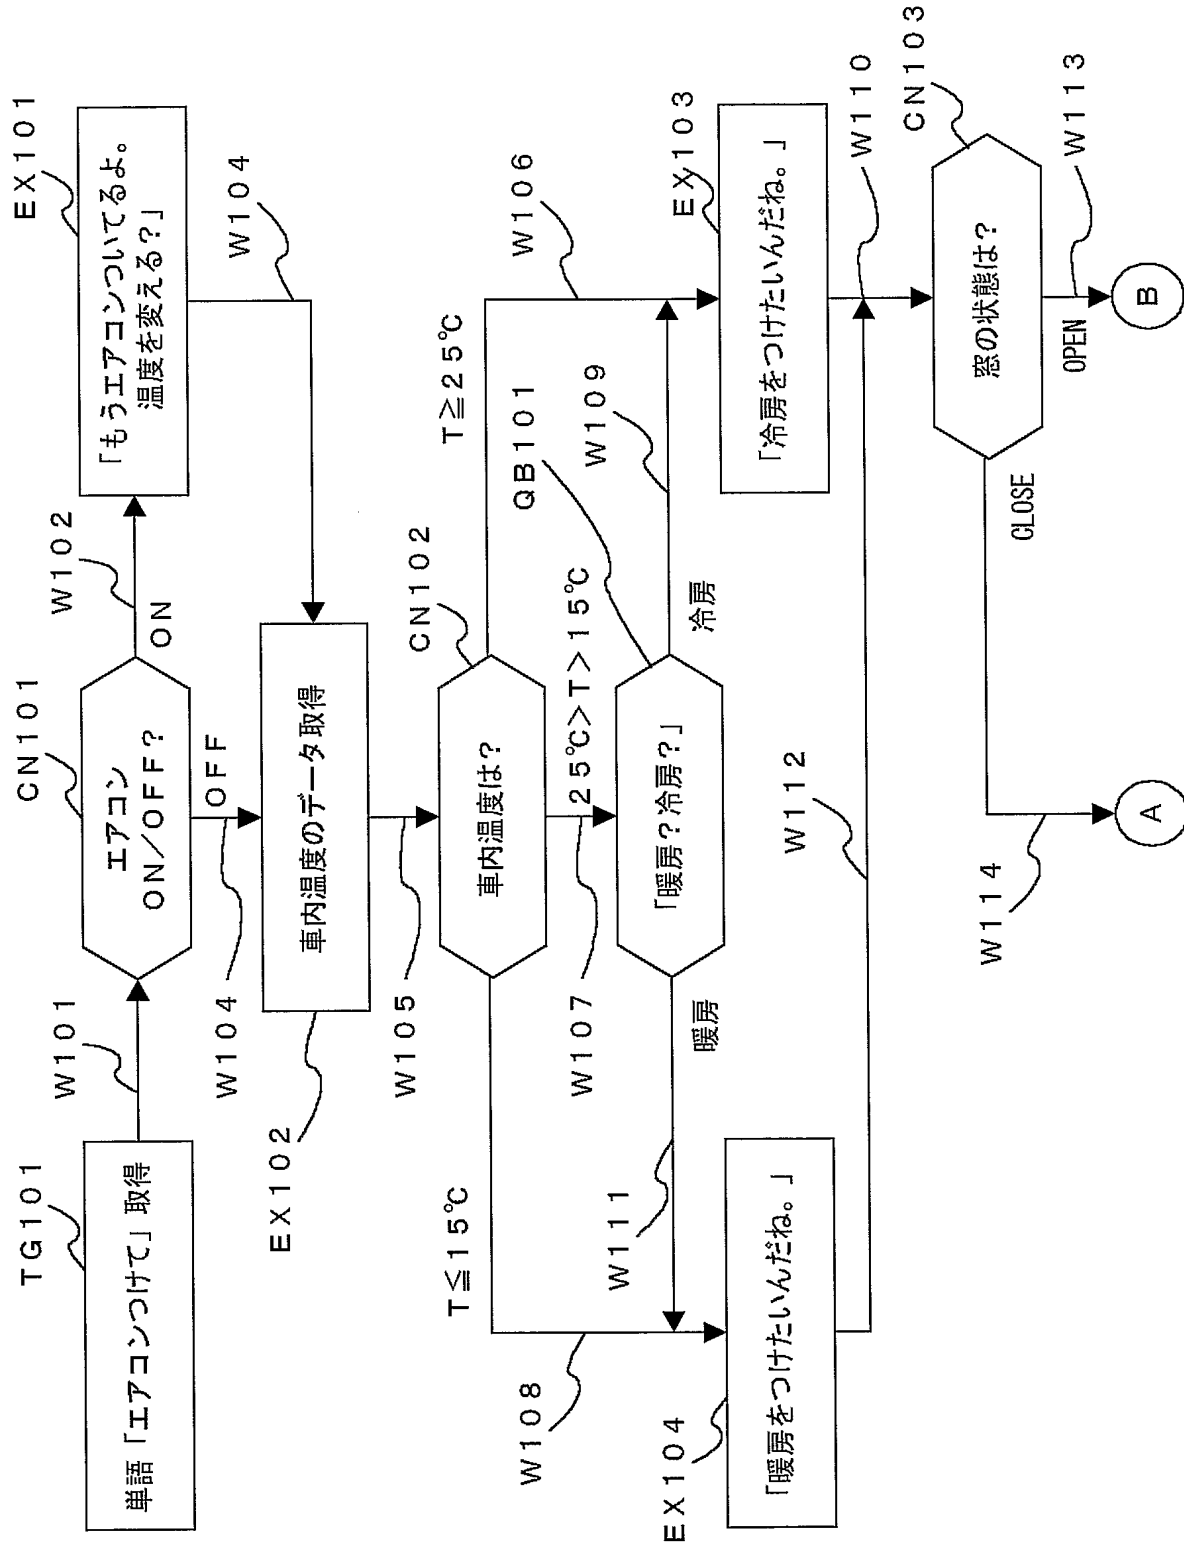 TG101
単語「エアコンつけて」取得
W101
CN101
エアコン
ON/OFF?
W102
ON
EX101
「もうエアコンついてるよ。
温度を変える?」
W104
OFF
W104
EX102
車内温度のデータ取得
W105
CN102
車内温度は?
T≦15℃
T≧25℃
W106
W107
25℃>T>15℃
QB101
「暖房?冷房?」
W108
W111
暖房
冷房
W109
EX104
「暖房をつけたいんだね。」
EX103
「冷房をつけたいんだね。」
W112
W110
CN103
窓の状態は?
CLOSE
OPEN
W113
W114
A
B